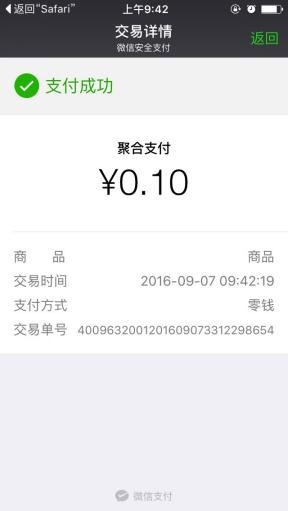 返回“Safari”
上午9:42
交易详情
微信安全支付
返回
支付成功
聚合支付
¥0.10
商 品 商品
交易时间 2016-09-07 09:42:19
支付方式 零钱
交易单号 4009632001201609073312298654
微信支付